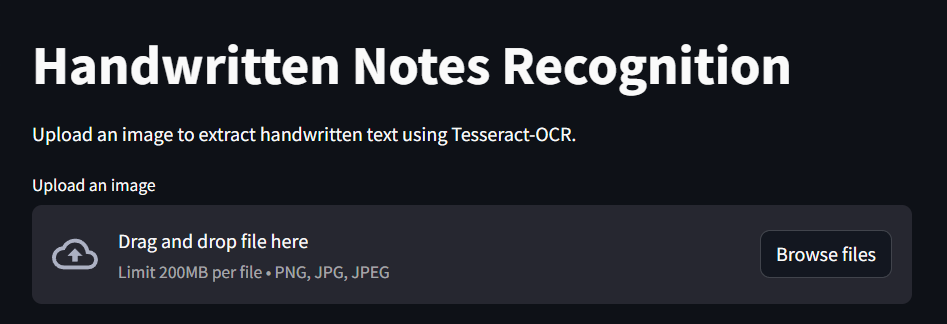 Handwritten Notes Recognition
Upload an image to extract handwritten text using Tesseract-OCR.
Upload an image
Drag and drop file here
Limit 200MB per file • PNG, JPG, JPEG
Browse files